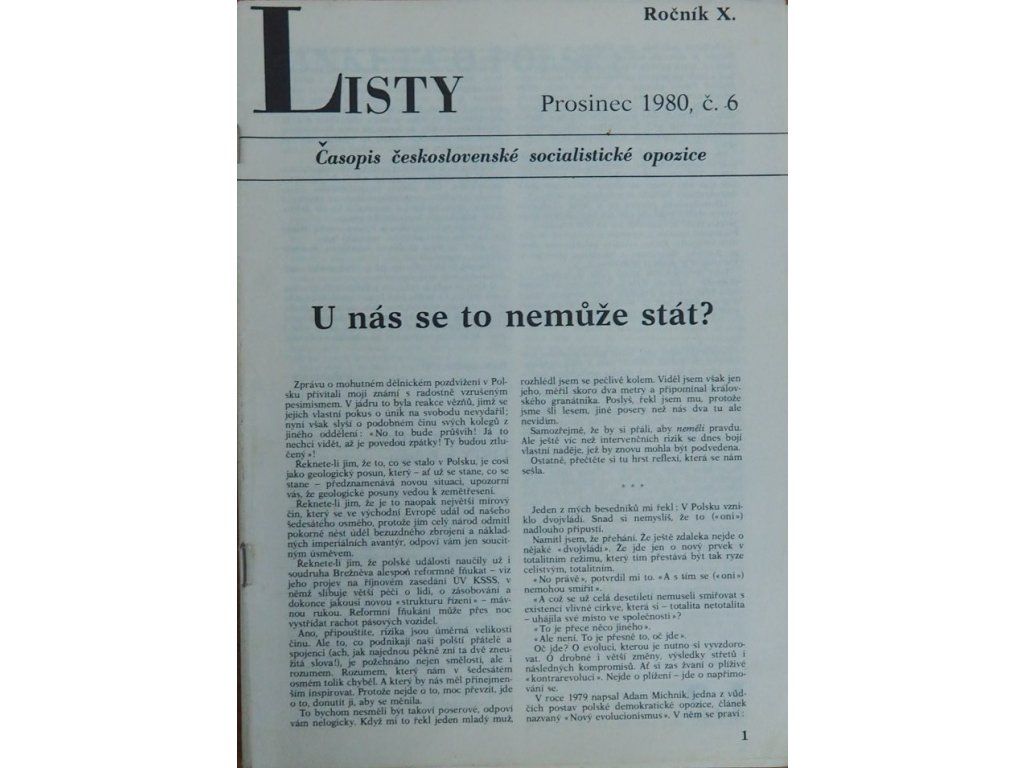 Ročník X.
LISTY
Prosinec 1980, č. 6
Časopis československé socialistické opozice
U nás se to nemůže stát?
Zprávu o mohutném dělnickém pozdvižení v Pol-
sku přivítali moji známí s radostně vzrušeným
pesimismem. V jádru to byla reakce vězňů, jimž se
jejich vlastní pokus o únik na svobodu nevydařil;
nyní však slyší o podobném činu svých kolegů z
jiného oddělení: «No to bude průšvih! Já to
nechci vidět, až je povedou zpátky! Ty budou ztlu-
čený»!
Řeknete-li jim, že to, co se stalo v Polsku, je cosi
jako geologický posun, který – ať už se stane, co se
stane – předznamenává novou situaci, upozorní
vás, že geologické posuny vedou k zemětřesení.
Řeknete-li jim, že je to naopak největší mírový
čin, který se ve východní Evropě udál od našeho
šedesátého osmého, protože jím celý národ odmítl
pokorně nést úděl bezuzdného zbrojení a náklad-
ných imperiálních avantýr, odpoví vám jen soucit-
ným úsměvem.
Řeknete-li jim, že polské události naučily už i
soudruha Brežněva alespoň reformně fňukat – viz
jeho projev na říjnovém zasedání ÚV KSSS, v
němž slibuje větší péči o lidi, o zásobování a
dokonce jakousi novou «strukturu řízení» – máv-
nou rukou. Reformní fňukání může přes noc
vystřídat rachot pásových vozidel.
Ano, připouštíte, rizika jsou úměrná velikosti
činu. Ale to, co podnikají naši polští přátelé a
spojenci (ach, jak najednou pěkně zní ta dvě zneu-
žitá slova!), je požehnáno nejen smělostí, ale i
rozumem. Rozumem, který nám v šedesátém
osmém tolik chyběl. A který by nás měl přinejmen-
ším inspirovat. Protože nejde o to, moc převzít, jde
o to, donutit ji, aby se měnila.
To bychom nesměli být takoví poserové, odpoví
vám nelogicky. Když mi to řekl jeden mladý muž,
rozhlédl jsem se pečlivě kolem. Viděl jsem však jen
jeho, měřil skoro dva metry a připomínal králov-
ského granátníka. Poslyš, řekl jsem mu, protože
jsme šli lesem, jiné posery než nás dva tu ale
nevidím.
Samozřejmě, že by si přáli, aby neměli pravdu.
Ale ještě víc než intervenčních rizik se dnes bojí
vlastní naděje, jež by znovu mohla být podvedena.
Ostatně, přečtěte si tu hrst reflexí, která se nám
sešla.
* * *
Jeden z mých besedníků mi řekl: V Polsku vzni-
klo dvojvládí. Snad si nemyslíš, že to («oni»)
nadlouho připustí.
Namítl jsem, že přehání. Že ještě zdaleka nejde o
nějaké «dvojvládí». Že jde jen o nový prvek v
totalitním režimu, který tím přestává být tak ryze
celistvým, totalitním.
«No právě», potvrdil mi to. «A s tím se («oni»)
nemohou smířit».
«A což se už celá desetiletí nemuseli smiřovat s
existencí vlivné církve, která si – totalita netotalita
– uhájila své místo ve společnosti»?
«To je přece něco jiného».
«Ale není. To je přesně to, oč jde».
Oč jde? O evoluci, kterou je nutno si vyvzdoro-
vat. O drobné i větší změny, výsledky střetů i
následných kompromisů. Ať si zas žvaní o plíživé
«kontrarevoluci». Nejde o plížení – jde o napřimo-
vání se.
V roce 1979 napsal Adam Michnik, jedna z vůd-
čích postav polské demokratické opozice, článek
nazvaný «Nový evolucionismus». V něm se praví:
1